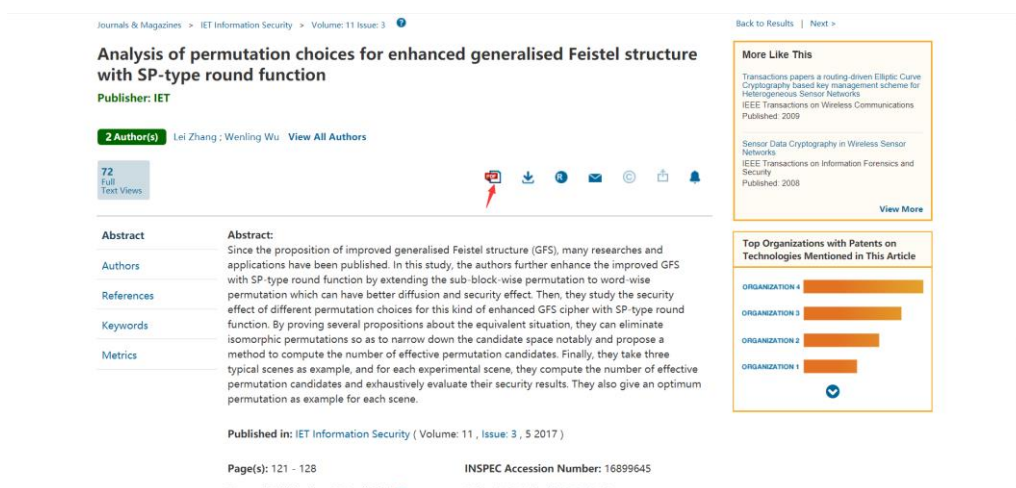 Journals & Magazines > IET Information Security > Volume: 11 Issue: 3 ?
Back to Results | Next >
Analysis of permutation choices for enhanced generalised Feistel structure
with SP-type round function
Publisher: IET
2 Author(s) Lei Zhang ; Wenling Wu View All Authors
72
Full
Text Views
Abstract
Authors
References
Keywords
Metrics
Abstract:
Since the proposition of improved generalised Feistel structure (GFS), many researches and
applications have been published. In this study, the authors further enhance the improved GFS
with SP-type round function by extending the sub-block-wise permutation to word-wise
permutation which can have better diffusion and security effect. Then, they study the security
effect of different permutation choices for this kind of enhanced GFS cipher with SP-type round
function. By proving several propositions about the equivalent situation, they can eliminate
isomorphic permutations so as to narrow down the candidate space notably and propose a
method to compute the number of effective permutation candidates. Finally, they take three
typical scenes as example, and for each experimental scene, they compute the number of effective
permutation candidates and exhaustively evaluate their security results. They also give an optimum
permutation as example for each scene.
Published in: IET Information Security ( Volume: 11 , Issue: 3 , 5 2017 )
Page(s): 121 - 128
INSPEC Accession Number: 16899645
More Like This
Transactions papers a routing-driven Elliptic Curve
Cryptography based key management scheme for
Heterogeneous Sensor Networks
IEEE Transactions on Wireless Communications
Published: 2009
Sensor Data Cryptography in Wireless Sensor
Networks
IEEE Transactions on Information Forensics and
Security
Published: 2008
View More
Top Organizations with Patents on
Technologies Mentioned in This Article
ORGANIZATION 4
ORGANIZATION 3
ORGANIZATION 2
ORGANIZATION 1